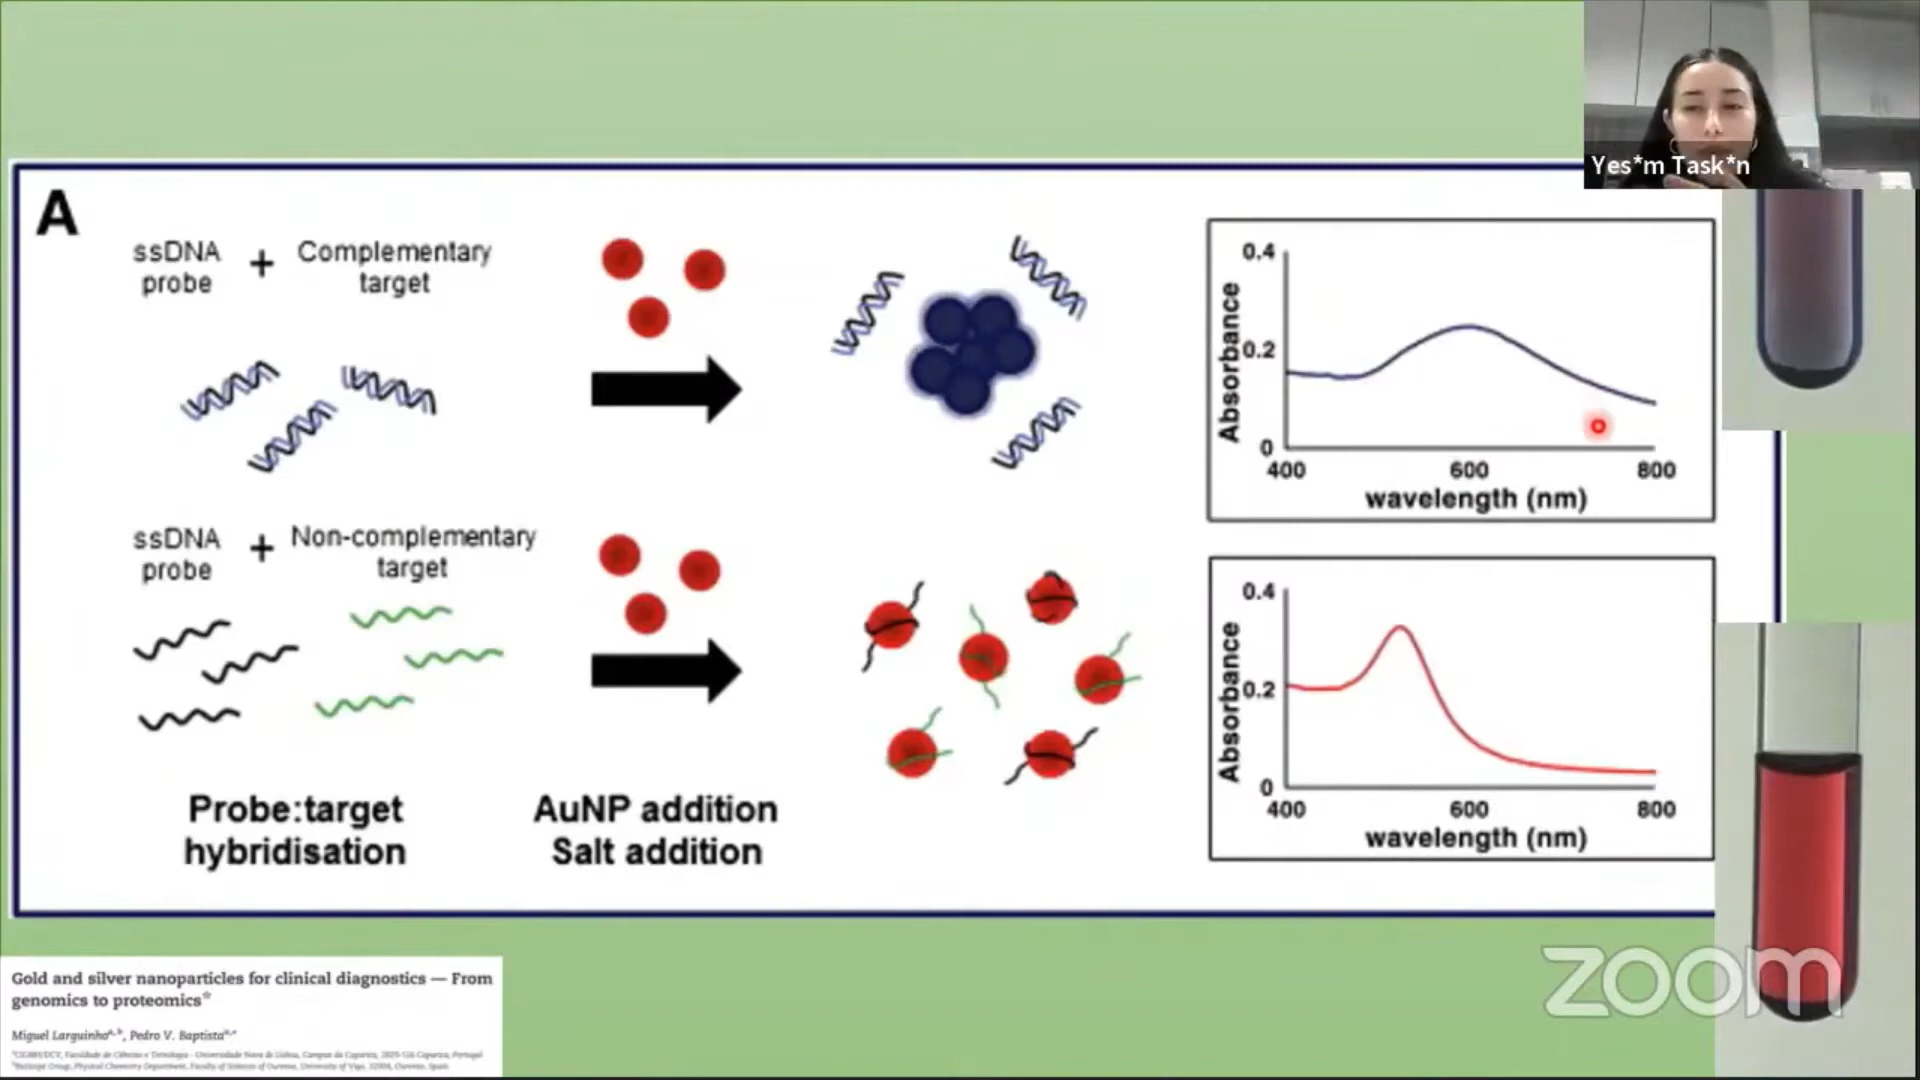 Yes*m Task*n
A
ssDNA probe + Complementary target
0.4
0.2
0
Absorbance
400 600 800
wavelength (nm)
ssDNA probe + Non-complementary target
0.4
0.2
0
Absorbance
400 600 800
wavelength (nm)
Probe:target
hybridisation
AuNP addition
Salt addition
Gold and silver nanoparticles for clinical diagnostics — From
genomics to proteomics☆
Miguel Larguinho, Pedro V. Baptista
zoom